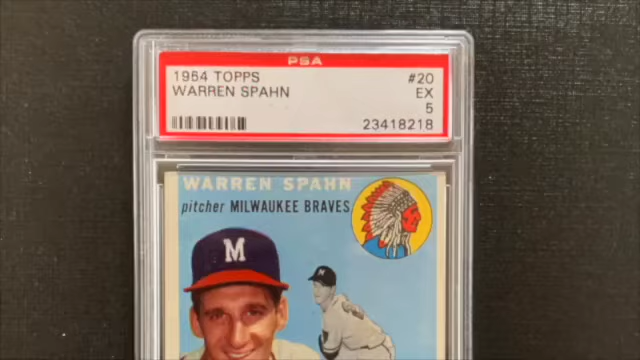 PSA
1954 TOPPS #20
WARREN SPAHN EX
5
23418218
WARREN SPAHN
pitcher MILWAUKEE BRAVES
M
M